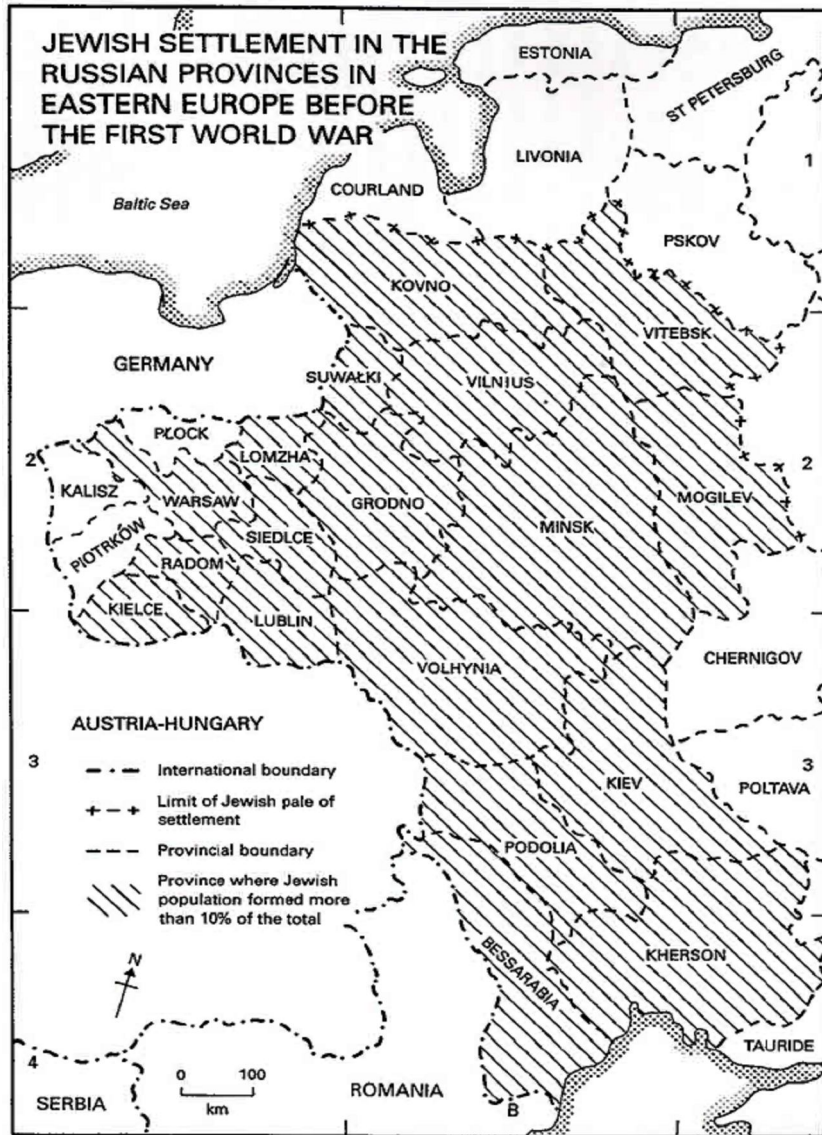 JEWISH SETTLEMENT IN THE
RUSSIAN PROVINCES IN
EASTERN EUROPE BEFORE
THE FIRST WORLD WAR
ESTONIA
ST PETERSBURG
LIVONIA
1
COURLAND
Baltic Sea
PSKOV
KOVNO
VITEBSK
GERMANY
SUWAŁKI
VILNIUS
PŁOCK
LOMZHA
2
2
KALISZ
WARSAW
GRODNO
MOGILEV
MINSK
PIOTRKÓW
SIEDLCE
RADOM
KIELCE
LUBLIN
CHERNIGOV
VOLHYNIA
AUSTRIA-HUNGARY
3
3
International boundary
KIEV
POLTAVA
Limit of Jewish pale of
settlement
Provincial boundary
PODOLIA
Province where Jewish
population formed more
than 10% of the total
BESSARABIA
KHERSON
N
TAURIDE
4
0 100
km
ROMANIA
SERBIA
B